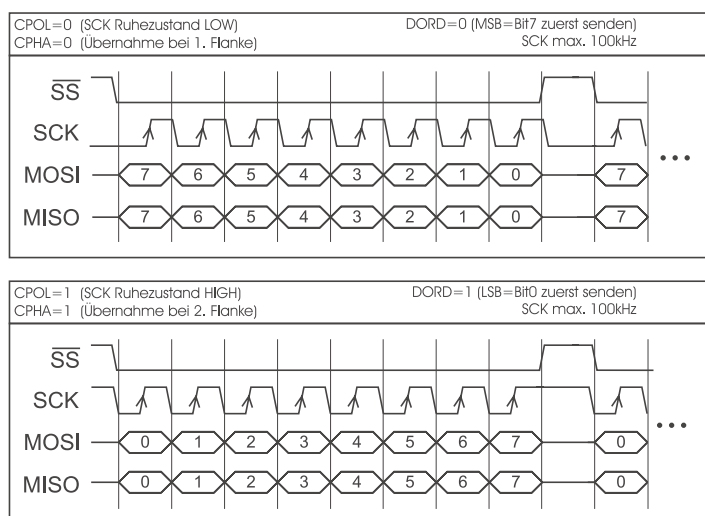 CPOL=0 (SCK Ruhezustand LOW) DORD=0 (MSB=Bit7 zuerst senden)
CPHA=0 (Übernahme bei 1. Flanke) SCK max. 100kHz
SS
SCK
MOSI 7 6 5 4 3 2 1 0 7
MISO 7 6 5 4 3 2 1 0 7
CPOL=1 (SCK Ruhezustand HIGH) DORD=1 (LSB=Bit0 zuerst senden)
CPHA=1 (Übernahme bei 2. Flanke) SCK max. 100kHz
SS
SCK
MOSI 0 1 2 3 4 5 6 7 0
MISO 0 1 2 3 4 5 6 7 0